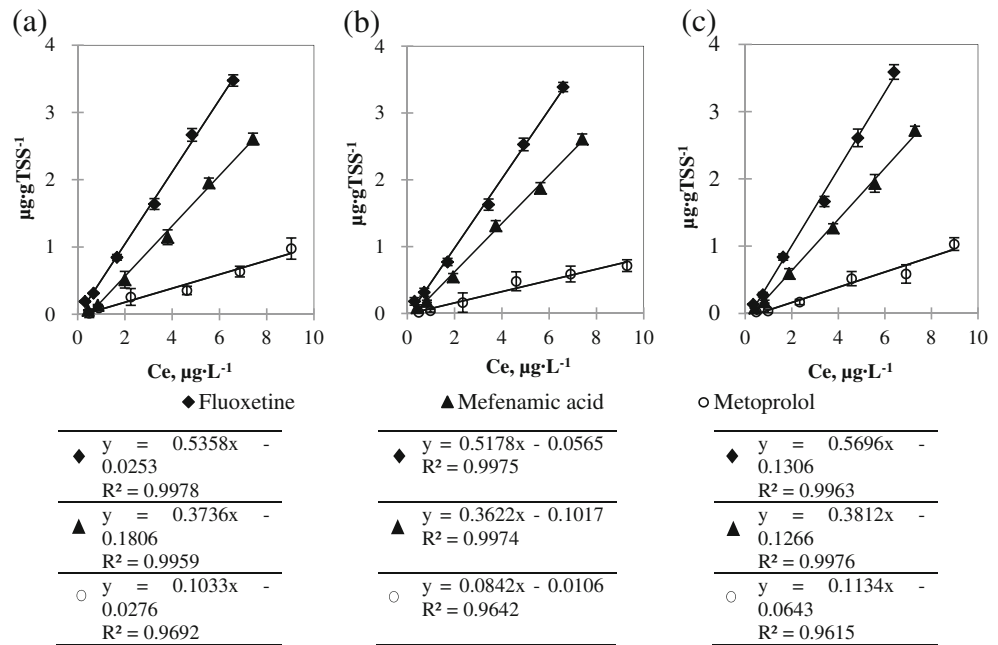 (a) (b) (c)
4 4 4
3 3 3
2 2 2
1 1 1
0 0 0
0 2 4 6 8 10 0 2 4 6 8 10 0 2 4 6 8 10
µg·gTSS⁻¹ µg·gTSS⁻¹ µg·gTSS⁻¹
Ce, µg·L⁻¹ Ce, µg·L⁻¹ Ce, µg·L⁻¹
Fluoxetine Mefenamic acid Metoprolol
y = 0.5358x -
0.0253
R² = 0.9978
y = 0.3736x -
0.1806
R² = 0.9959
y = 0.1033x -
0.0276
R² = 0.9692
y = 0.5178x - 0.0565
R² = 0.9975
y = 0.3622x - 0.1017
R² = 0.9974
y = 0.0842x - 0.0106
R² = 0.9642
y = 0.5696x -
0.1306
R² = 0.9963
y = 0.3812x -
0.1266
R² = 0.9976
y = 0.1134x -
0.0643
R² = 0.9615